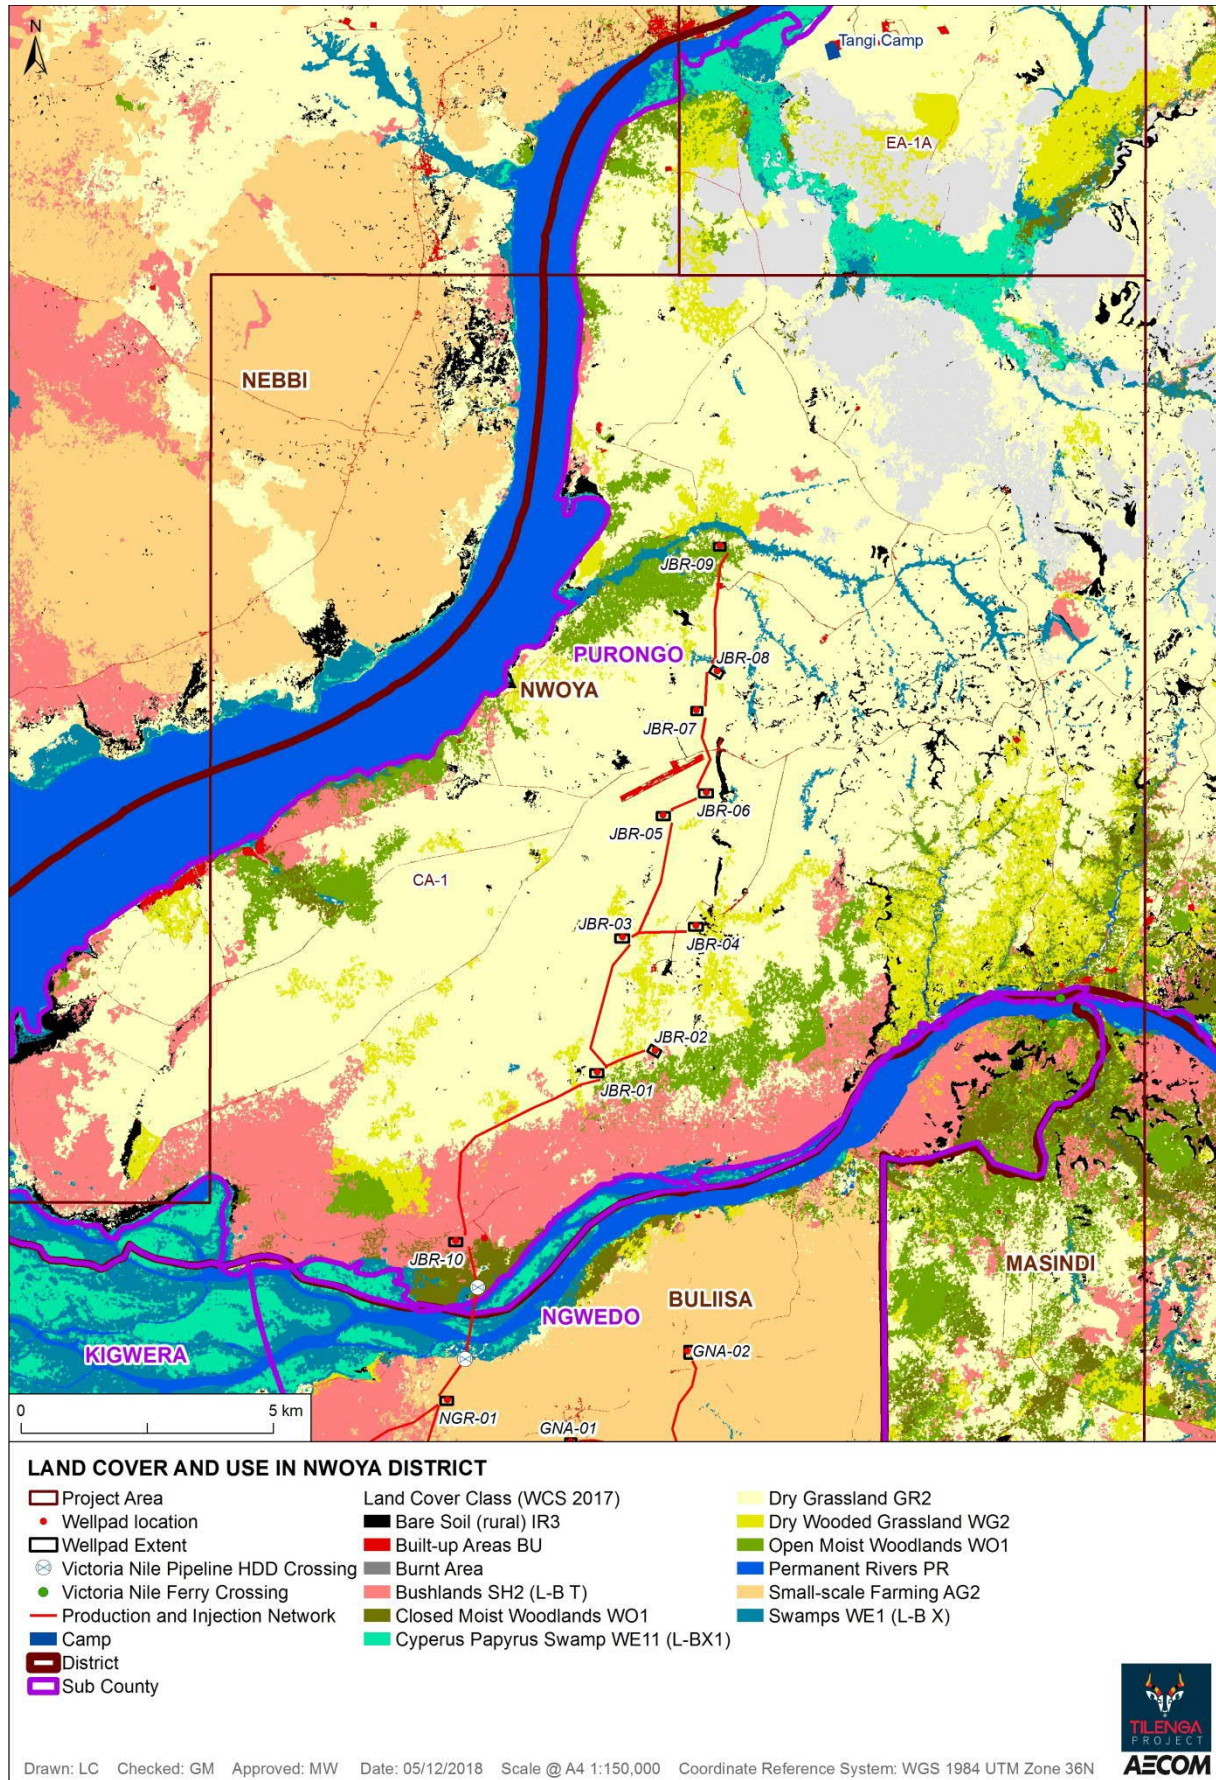 N
Tangi Camp
EA-1A
NEBBI
JBR-09
PURONGO
JBR-08
NWOYA
JBR-07
JBR-06
JBR-05
CA-1
JBR-03
JBR-04
JBR-02
JBR-01
JBR-10
MASINDI
BULIISA
NGWEDO
KIGWERA
GNA-02
NGR-01
GNA-01
0 5 km
LAND COVER AND USE IN NWOYA DISTRICT
Project Area
Wellpad location
Wellpad Extent
Victoria Nile Pipeline HDD Crossing
Victoria Nile Ferry Crossing
Production and Injection Network
Camp
District
Sub County
Land Cover Class (WCS 2017)
Bare Soil (rural) IR3
Built-up Areas BU
Burnt Area
Bushlands SH2 (L-B T)
Closed Moist Woodlands WO1
Cyperus Papyrus Swamp WE11 (L-BX1)
Dry Grassland GR2
Dry Wooded Grassland WG2
Open Moist Woodlands WO1
Permanent Rivers PR
Small-scale Farming AG2
Swamps WE1 (L-B X)
TILENGA
PROJECT
AECOM
Drawn: LC Checked: GM Approved: MW Date: 05/12/2018 Scale @ A4 1:150,000 Coordinate Reference System: WGS 1984 UTM Zone 36N